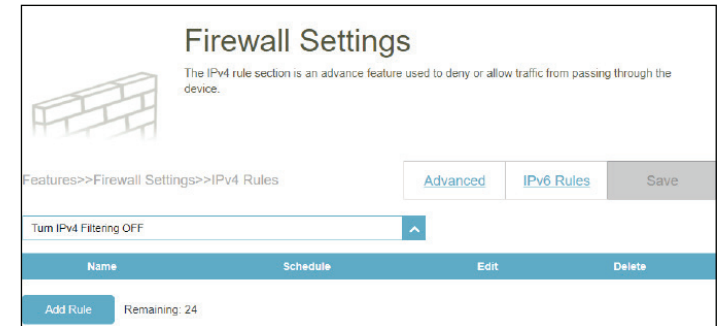 Firewall Settings
The IPv4 rule section is an advance feature used to deny or allow traffic from passing through the
device.
Features>>Firewall Settings>>IPv4 Rules
Advanced
IPv6 Rules
Save
Turn IPv4 Filtering OFF
Name Schedule Edit Delete
Add Rule Remaining: 24